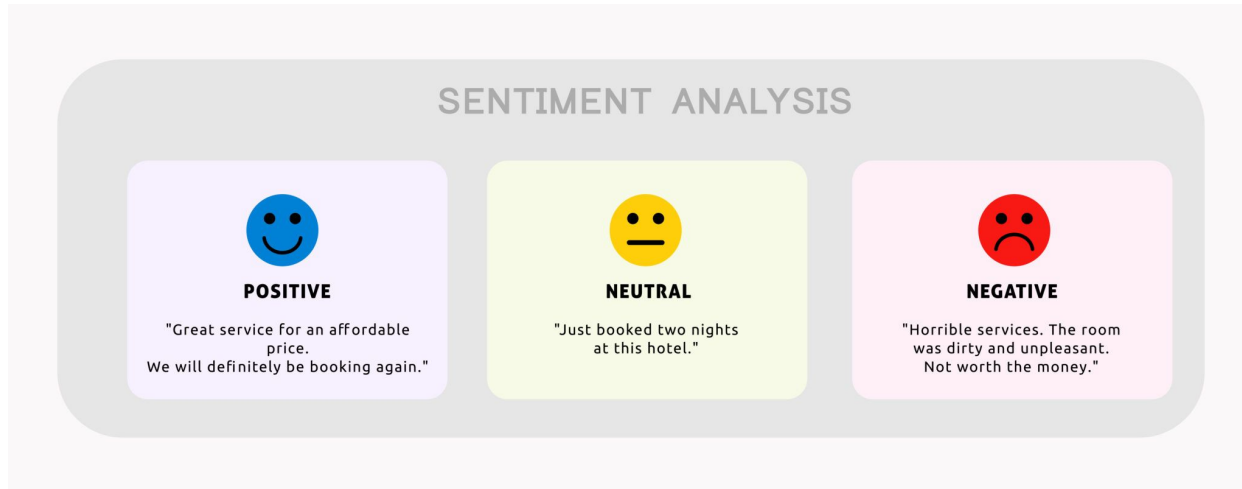 SENTIMENT ANALYSIS
POSITIVE
"Great service for an affordable
price.
We will definitely be booking again."
NEUTRAL
"Just booked two nights
at this hotel."
NEGATIVE
"Horrible services. The room
was dirty and unpleasant.
Not worth the money."